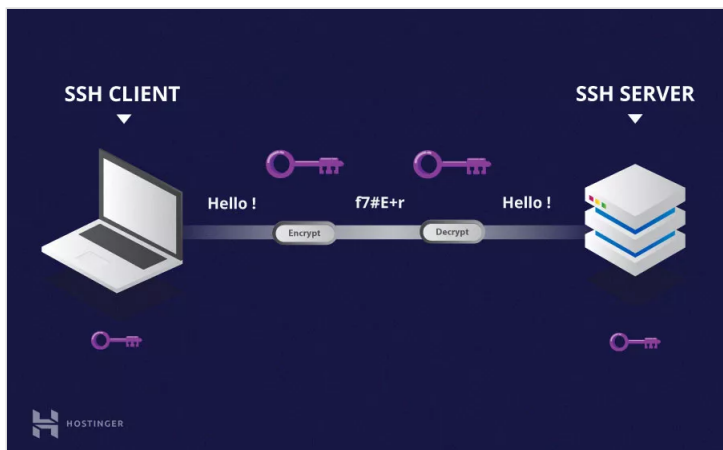 SSH CLIENT
SSH SERVER
Hello !
f7#E+r
Hello !
Encrypt
Decrypt
HOSTINGER